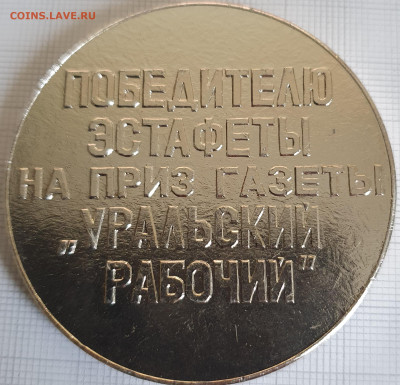 COINS.LAVE.RU
ПОБЕДИТЕЛЮ
ЭСТАФЕТЫ
НА ПРИЗ ГАЗЕТЫ
„УРАЛЬСКИЙ
РАБОЧИЙ"